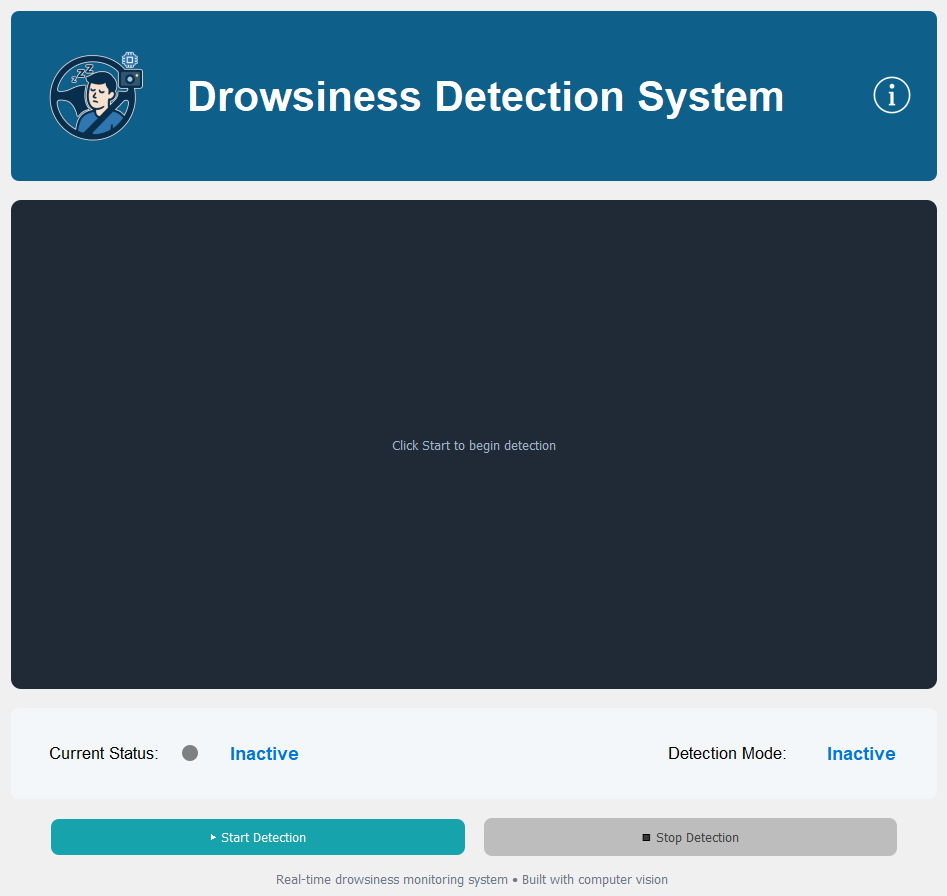 Drowsiness Detection System
Click Start to begin detection
Current Status: Inactive Detection Mode: Inactive
Start Detection Stop Detection
Real-time drowsiness monitoring system • Built with computer vision